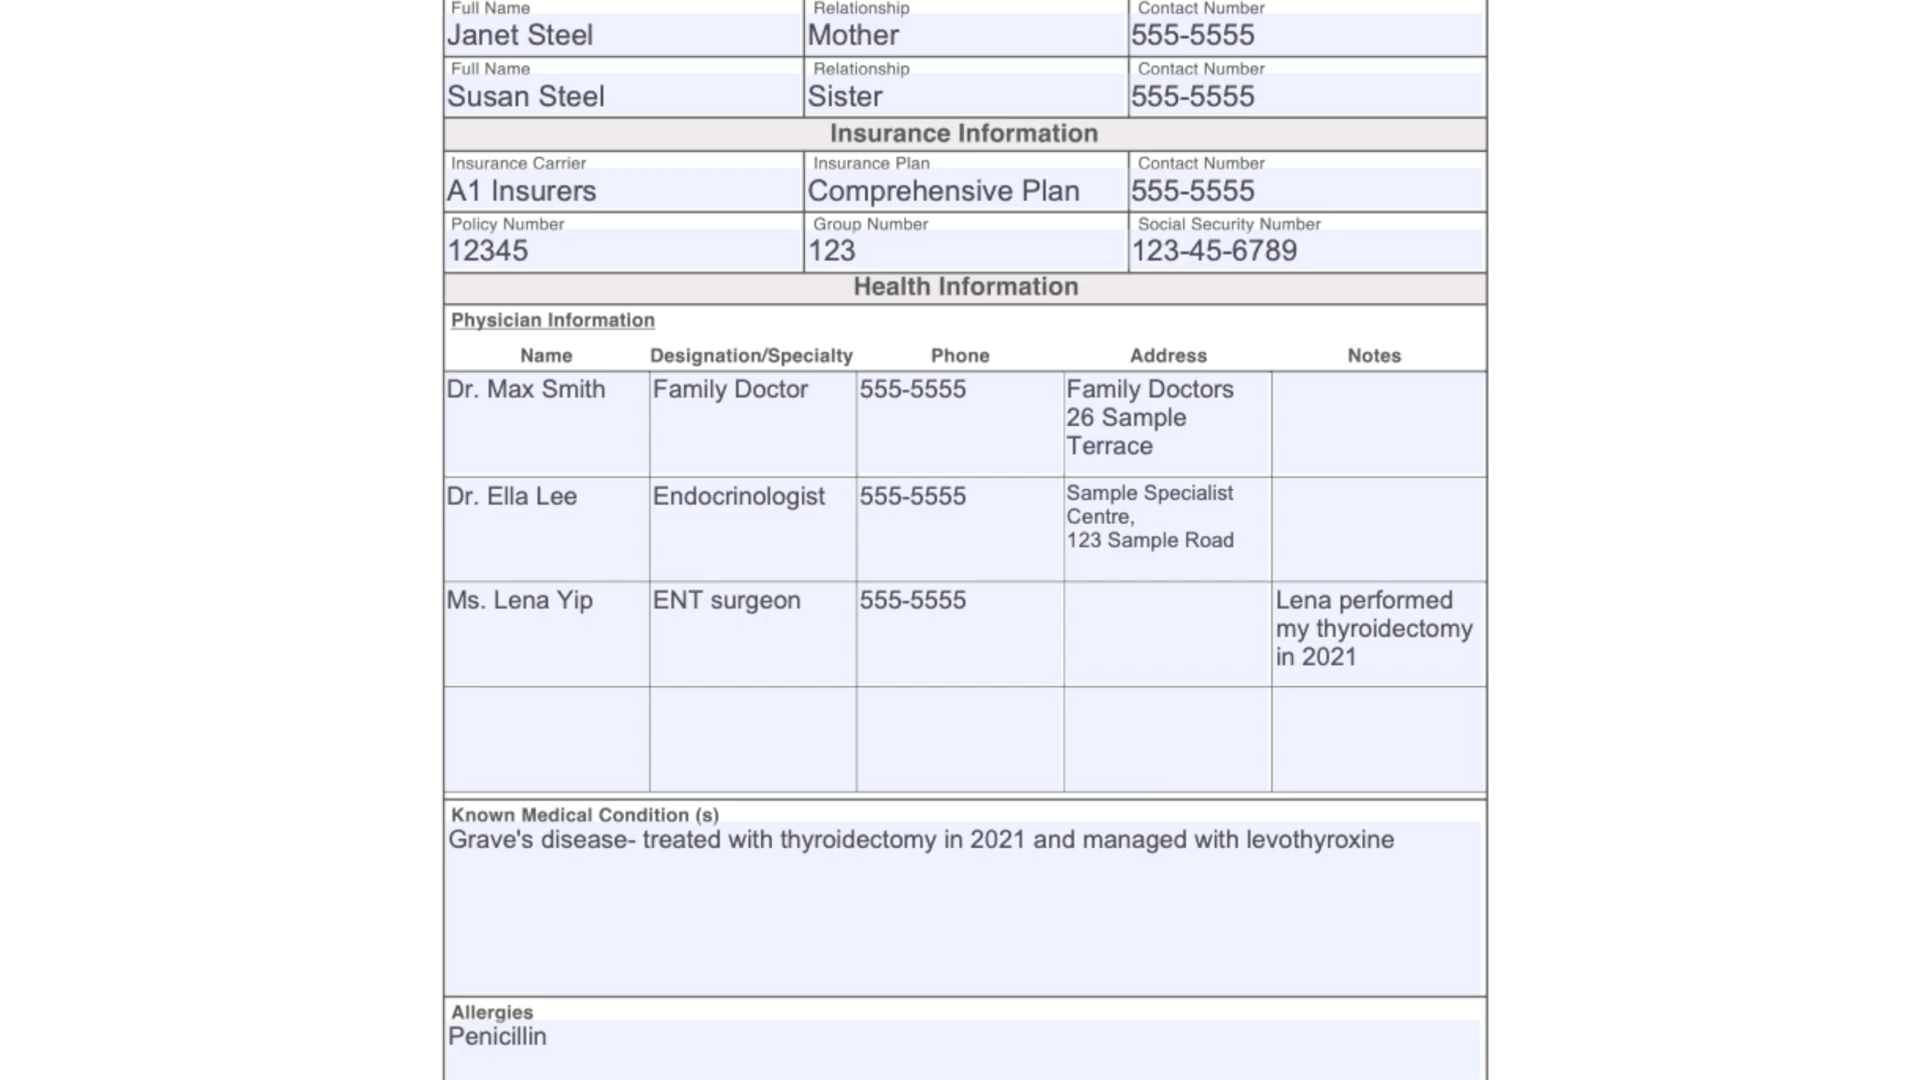 Full Name Relationship Contact Number
Janet Steel Mother 555-5555
Full Name Relationship Contact Number
Susan Steel Sister 555-5555
Insurance Information
Insurance Carrier Insurance Plan Contact Number
A1 Insurers Comprehensive Plan 555-5555
Policy Number Group Number Social Security Number
12345 123 123-45-6789
Health Information
Physician Information
Name Designation/Specialty Phone Address Notes
Dr. Max Smith Family Doctor 555-5555 Family Doctors
26 Sample
Terrace
Dr. Ella Lee Endocrinologist 555-5555 Sample Specialist
Centre,
123 Sample Road
Ms. Lena Yip ENT surgeon 555-5555 Lena performed
my thyroidectomy
in 2021
Known Medical Condition (s)
Grave's disease- treated with thyroidectomy in 2021 and managed with levothyroxine
Allergies
Penicillin